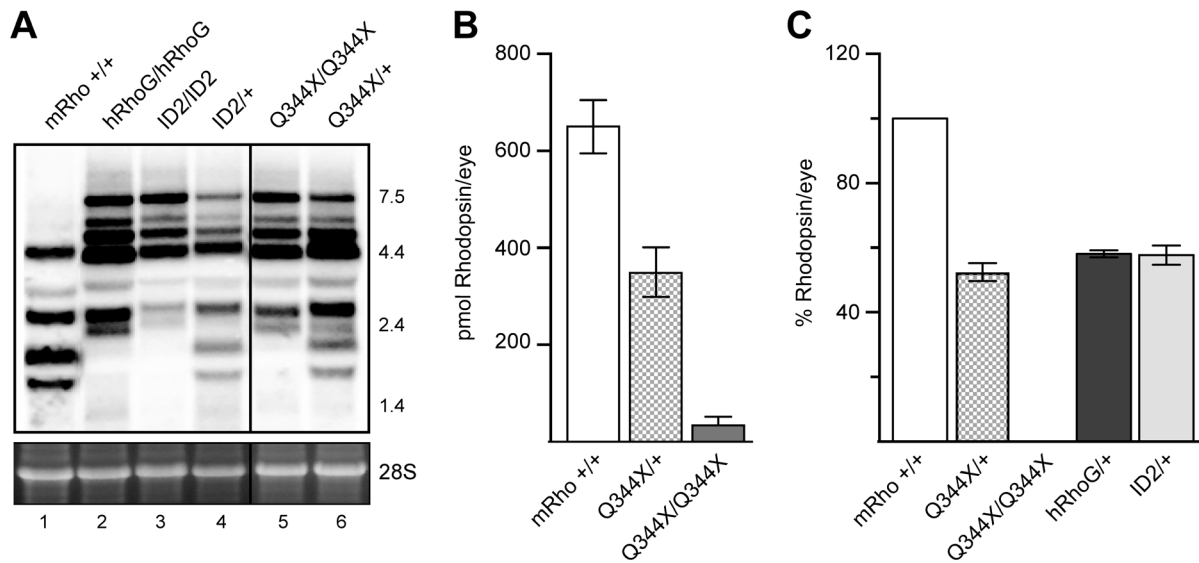 A
mRho +/+
hRhoG/hRhoG
ID2/ID2
ID2/+
Q344X/Q344X
Q344X/+
7.5
4.4
2.4
1.4
28S
1 2 3 4 5 6
B
pmol Rhodopsin/eye
800
600
400
200
mRho +/+
Q344X/+
Q344X/Q344X
C
% Rhodopsin/eye
120
80
40
mRho +/+
Q344X/+
Q344X/Q344X
hRhoG/+
ID2/+